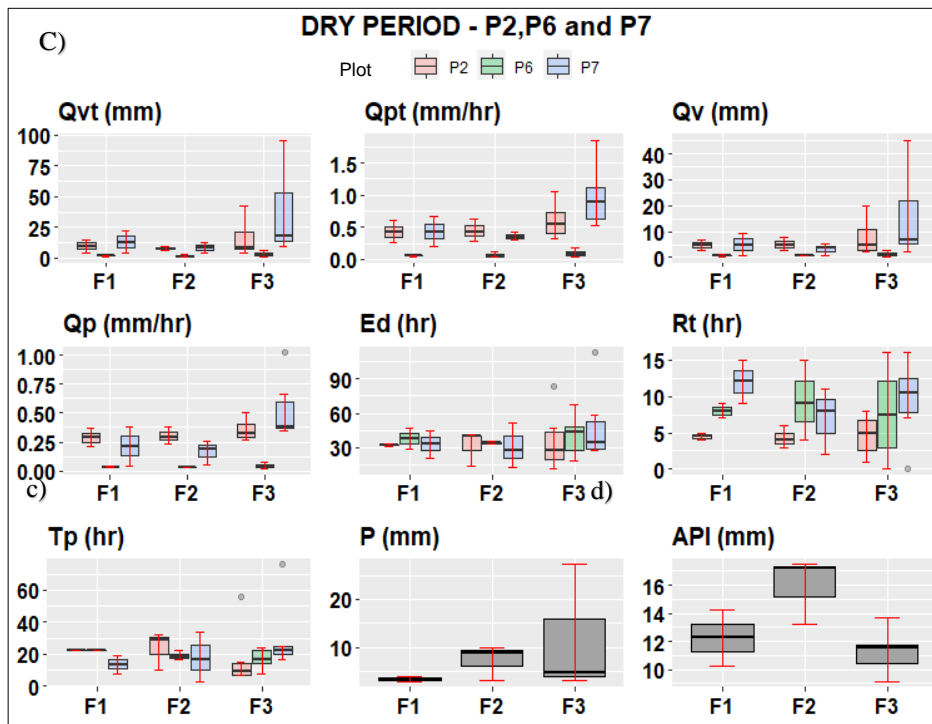 DRY PERIOD - P2,P6 and P7
C)
Plot P2 P6 P7
Qvt (mm) Qpt (mm/hr) Qv (mm)
100
75
50
25
0
F1 F2 F3
1.5
1.0
0.5
0.0
F1 F2 F3
40
30
20
10
0
F1 F2 F3
Qp (mm/hr) Ed (hr) Rt (hr)
1.00
0.75
0.50
0.25
0.00
F1 F2 F3
90
60
30
F1 F2 F3
15
10
5
0
F1 F2 F3
c) d)
Tp (hr) P (mm) API (mm)
60
40
20
0
F1 F2 F3
20
10
F1 F2 F3
16
14
12
10
F1 F2 F3